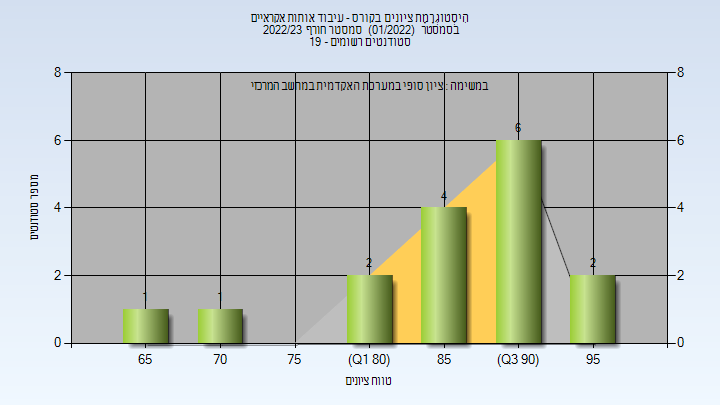 היסטוגרמת ציונים בקורס - עיבוד אותות אקראיים
בסמסטר (01/2022) סמסטר חורף 2022/23
סטודנטים רשומים - 19
במשימה : ציון סופי במערכת האקדמית במחשב המרכזי
8 8
6 6
4 4
2 2
0 0
1 1 2 4 6 2
65 70 75 (Q1 80) 85 (Q3 90) 95
מספר סטודנטים
טווח ציונים